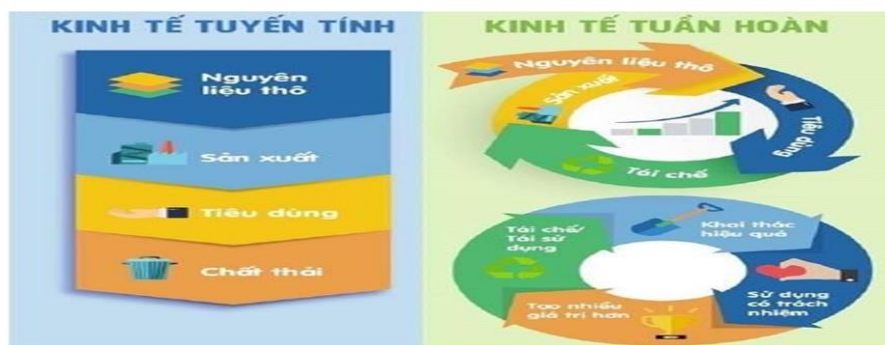 KINH TẾ TUYẾN TÍNH
Nguyên
liệu thô
Sản xuất
Tiêu dùng
Chất thải
KINH TẾ TUẦN HOÀN
Nguyên liệu thô
Sản xuất
Tiêu dùng
Tái chế
Tái chế/
Tái sử
dụng
Khai thác
hiệu quả
Sử dụng
có trách
nhiệm
Tạo nhiều
giá trị hơn